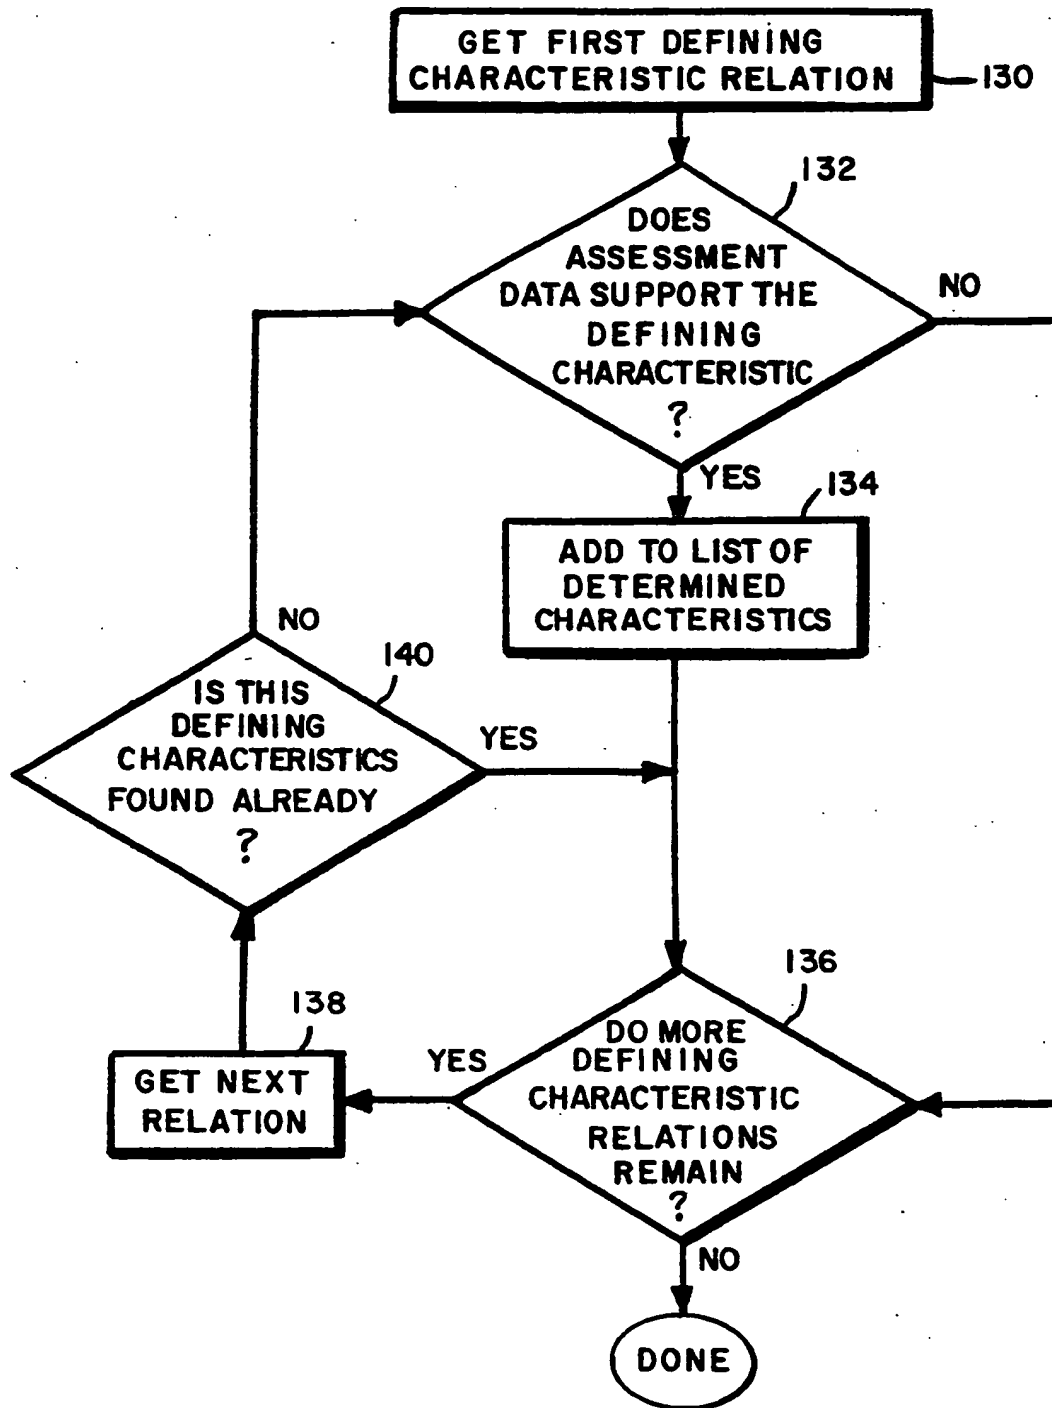 GET FIRST DEFINING
CHARACTERISTIC RELATION
130
132
DOES
ASSESSMENT
DATA SUPPORT THE
DEFINING
CHARACTERISTIC
?
NO
YES
134
ADD TO LIST OF
DETERMINED
CHARACTERISTICS
NO
140
IS THIS
DEFINING
CHARACTERISTICS
FOUND ALREADY
?
YES
136
DO MORE
DEFINING
CHARACTERISTIC
RELATIONS
REMAIN
?
YES
138
GET NEXT
RELATION
NO
DONE